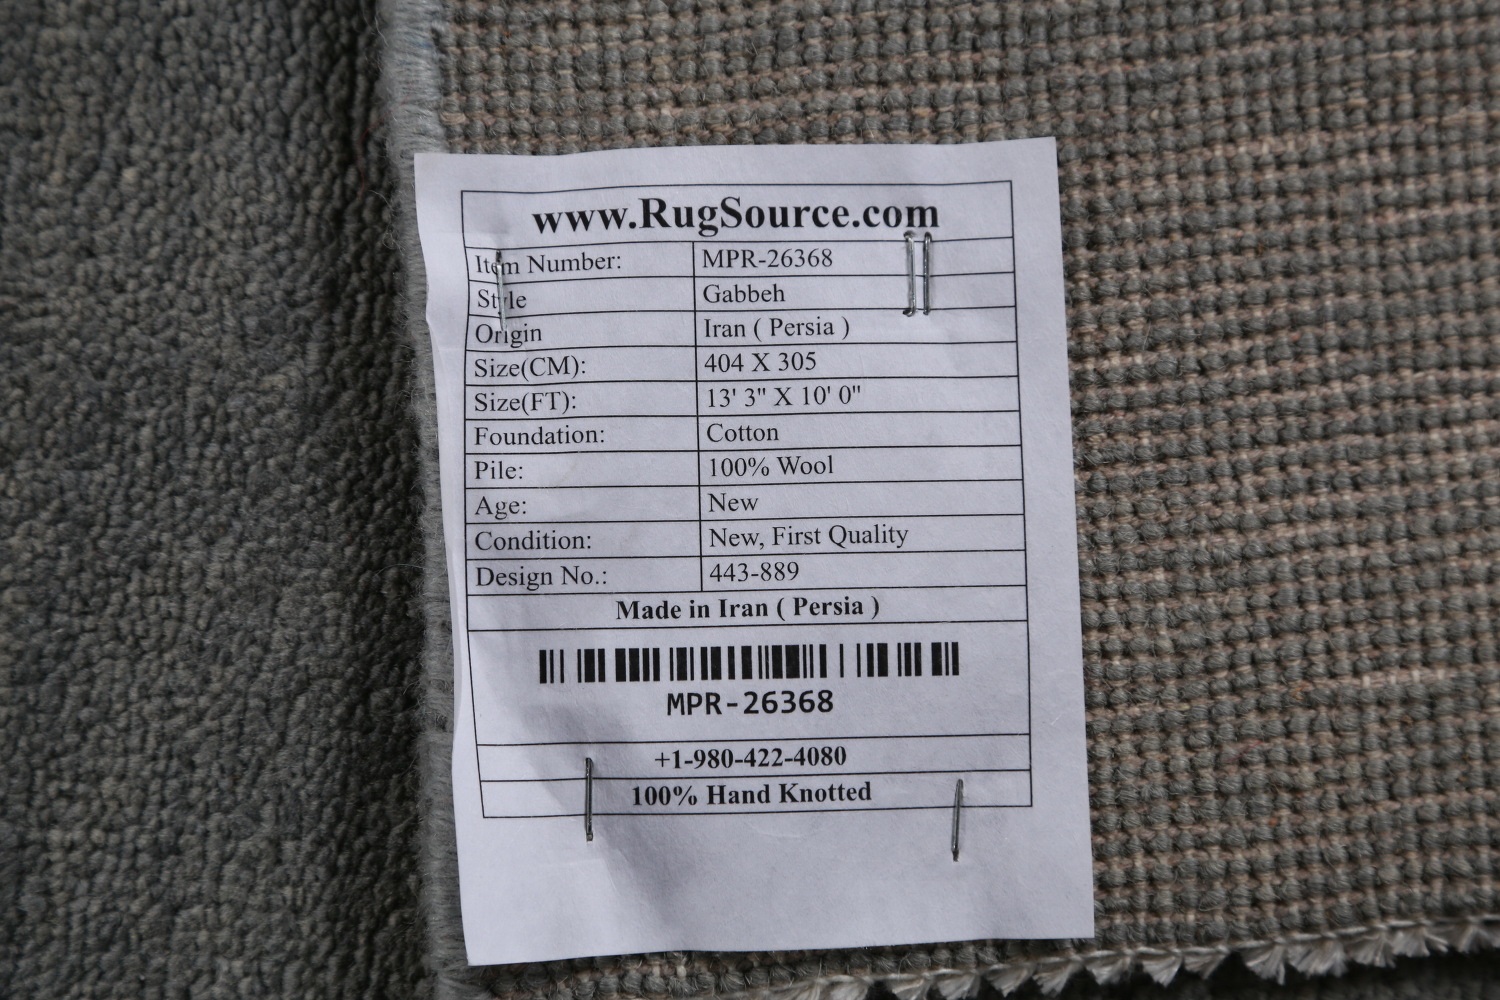 www.RugSource.com
Item Number: MPR-26368
Style Gabbeh
Origin Iran ( Persia )
Size(CM): 404 X 305
Size(FT): 13' 3" X 10' 0"
Foundation: Cotton
Pile: 100% Wool
Age: New
Condition: New, First Quality
Design No.: 443-889
Made in Iran ( Persia )
MPR-26368
+1-980-422-4080
100% Hand Knotted